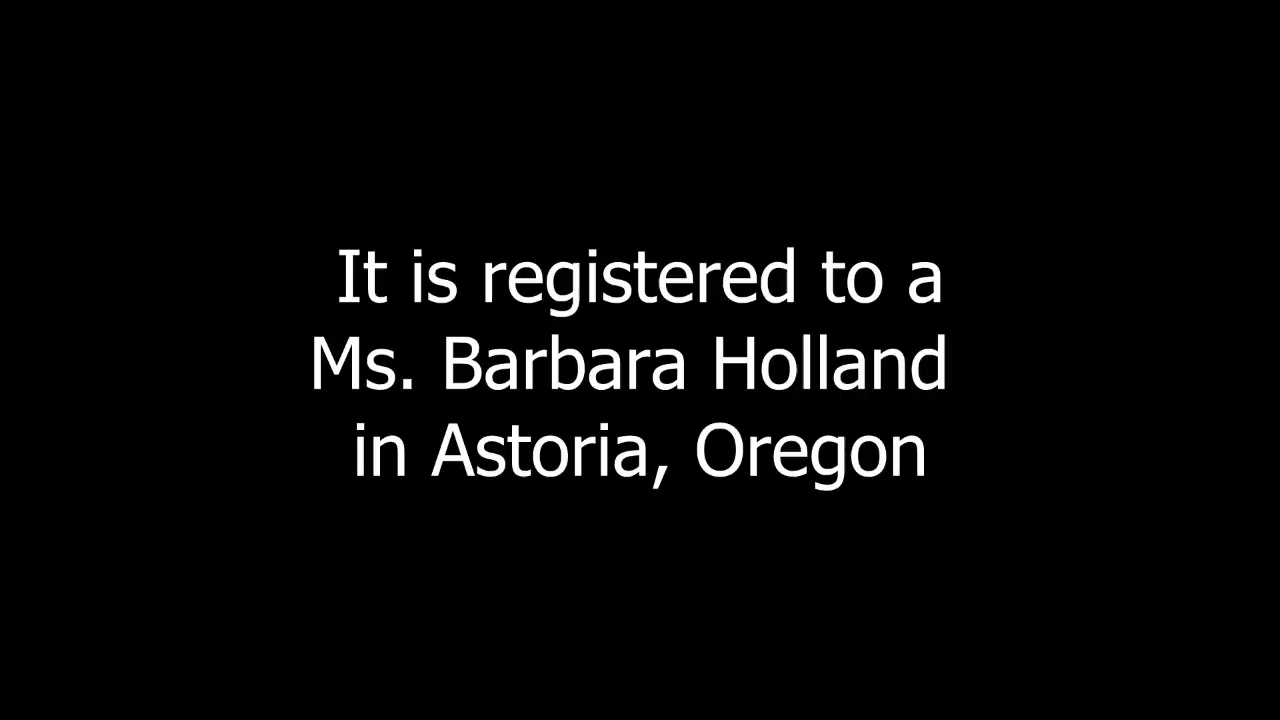 It is registered to a
Ms. Barbara Holland
in Astoria, Oregon